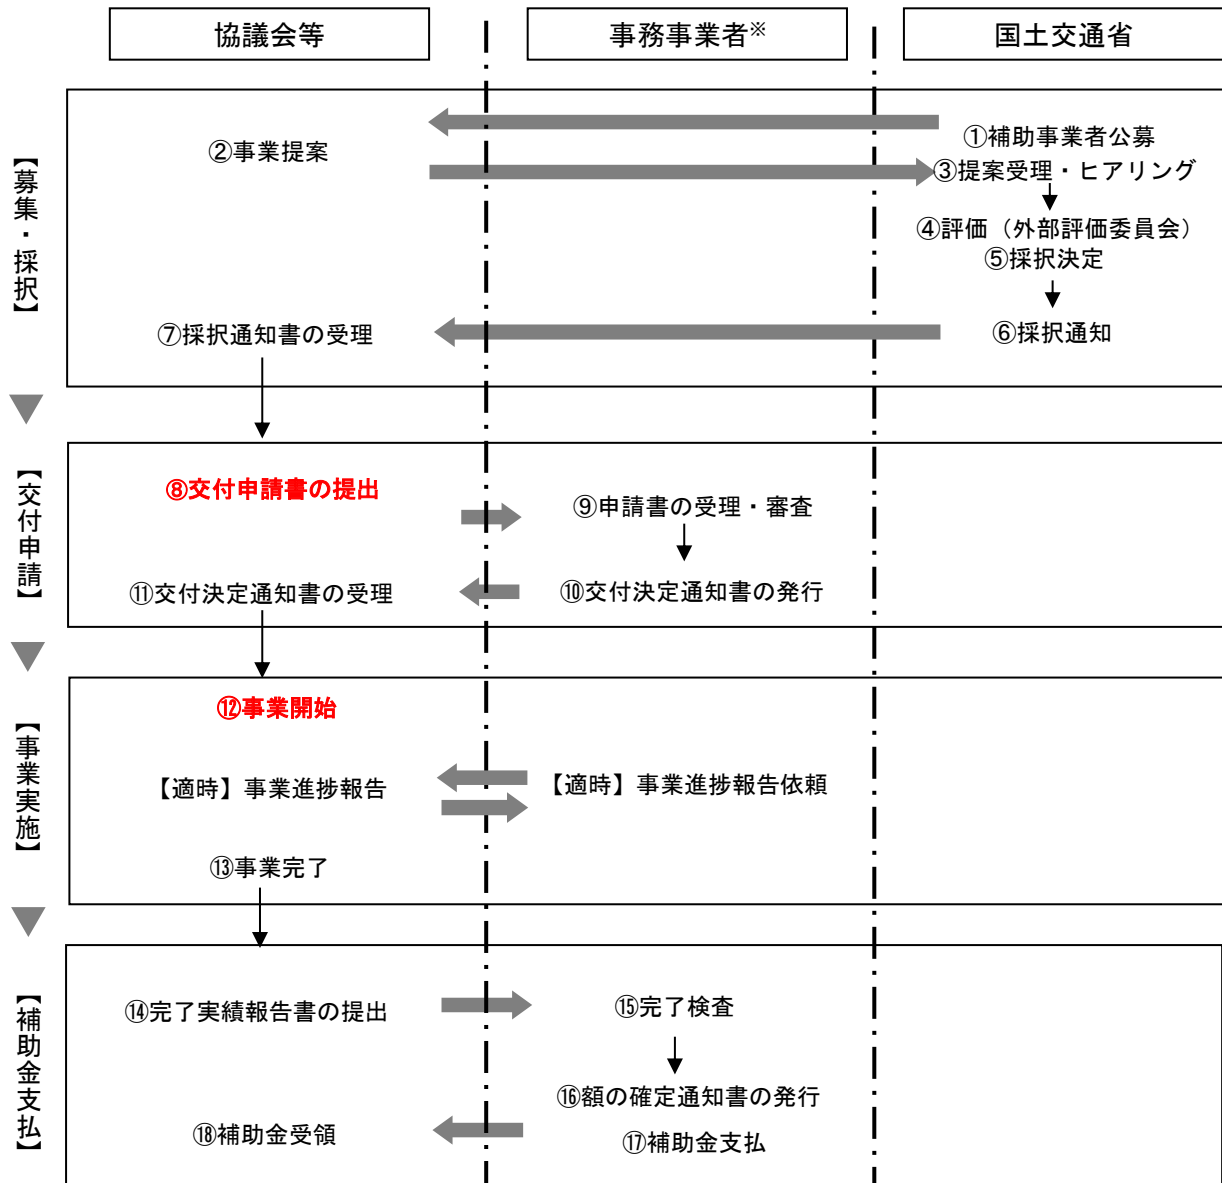 協議会等
事務事業者※
国土交通省
【募集・採択】
①補助事業者公募
②事業提案
③提案受理・ヒアリング
④評価（外部評価委員会）
⑤採択決定
⑥採択通知
⑦採択通知書の受理
【交付申請】
⑧交付申請書の提出
⑨申請書の受理・審査
⑩交付決定通知書の発行
⑪交付決定通知書の受理
【事業実施】
⑫事業開始
【適時】事業進捗報告
【適時】事業進捗報告依頼
⑬事業完了
【補助金支払】
⑭完了実績報告書の提出
⑮完了検査
⑯額の確定通知書の発行
⑰補助金支払
⑱補助金受領